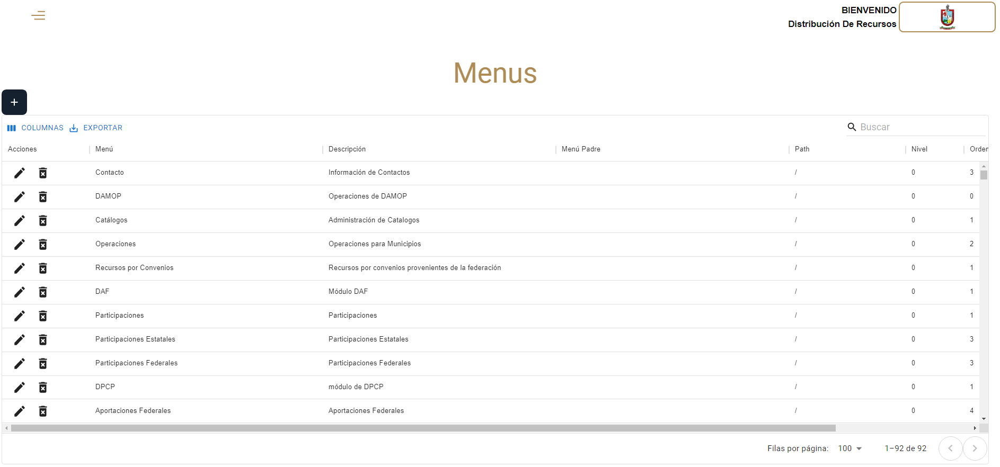 BIENVENIDO
Distribución De Recursos
Menus
+
COLUMNAS EXPORTAR Buscar
Acciones Menú Descripción Menú Padre Path Nivel Orden
Contacto Información de Contactos / 0 3
DAMOP Operaciones de DAMOP / 0 0
Catálogos Administración de Catalogos / 0 1
Operaciones Operaciones para Municipios / 0 2
Recursos por Convenios Recursos por convenios provenientes de la federación / 0 1
DAF Módulo DAF / 0 1
Participaciones Participaciones / 0 1
Participaciones Estatales Participaciones Estatales / 0 3
Participaciones Federales Participaciones Federales / 0 3
DPCP módulo de DPCP / 0 1
Aportaciones Federales Aportaciones Federales / 0 4
Filas por página: 100 1–92 de 92